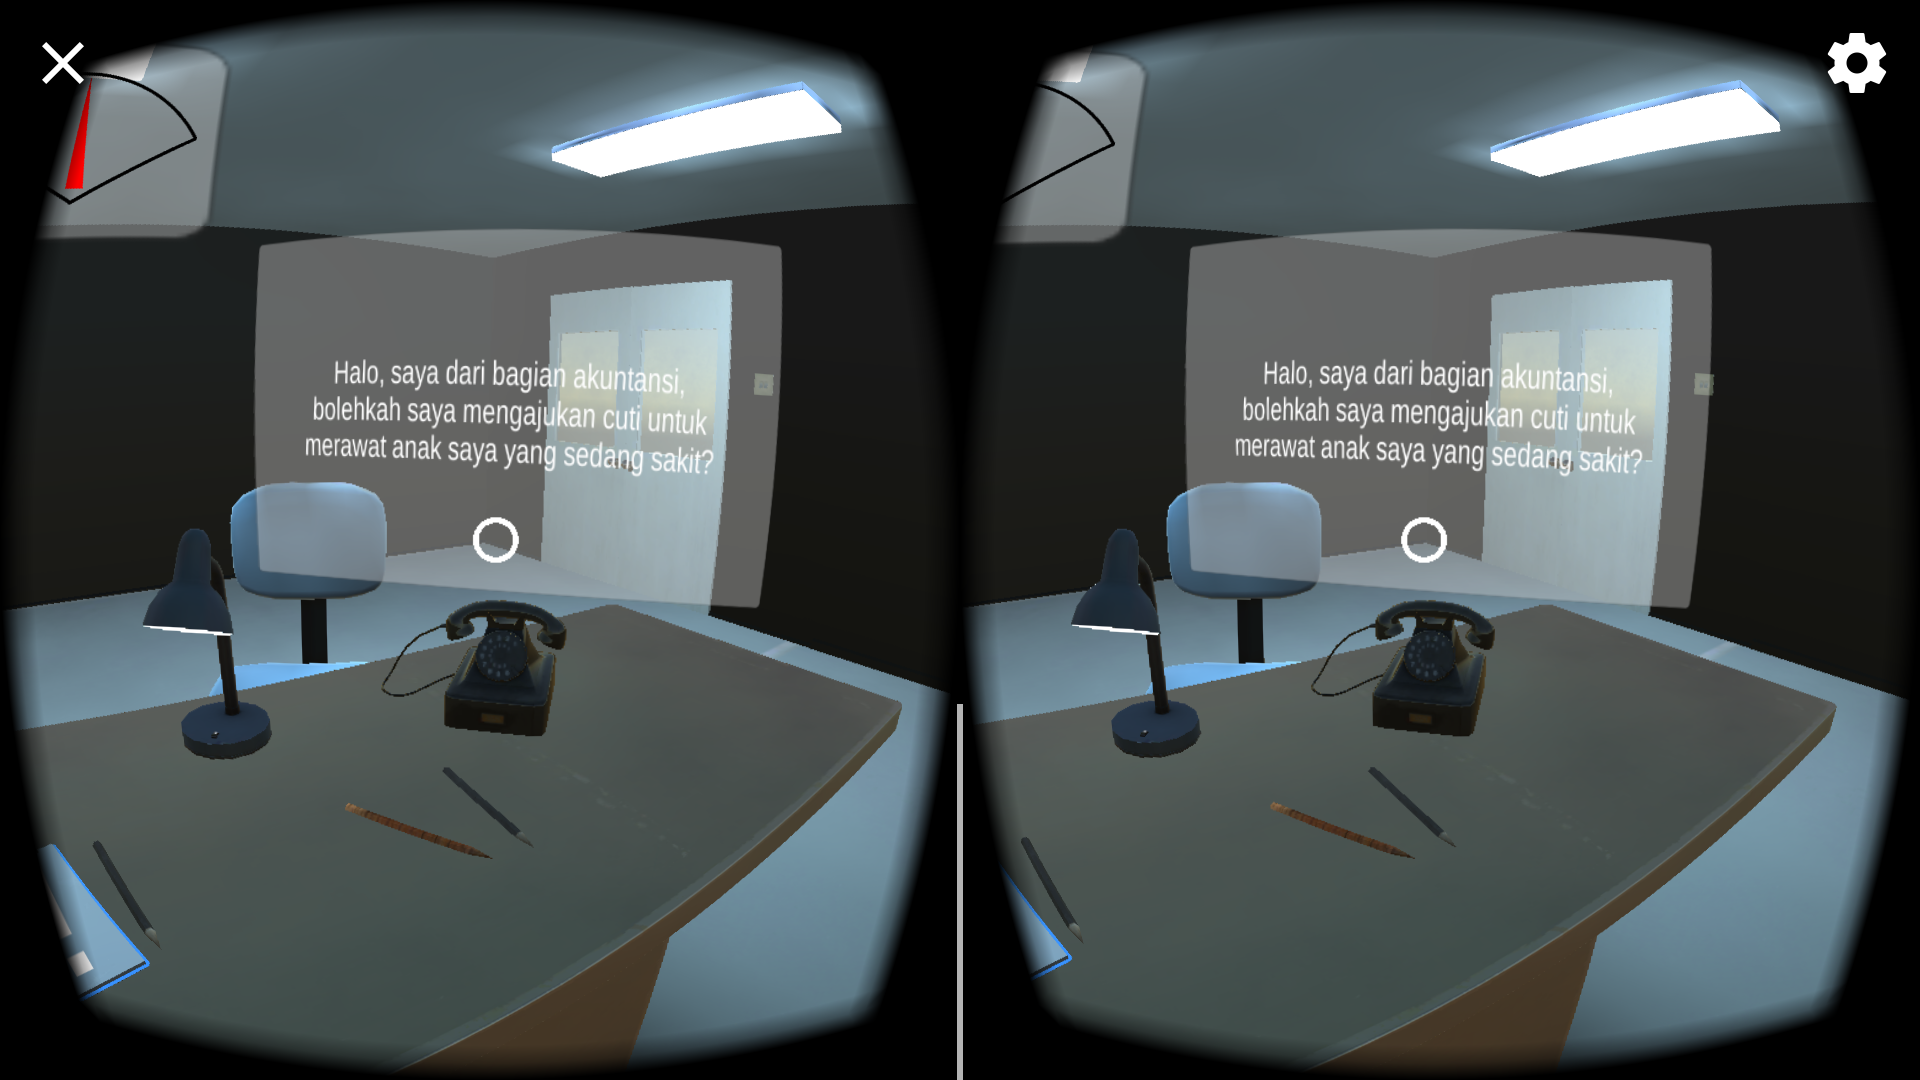 Halo, saya dari bagian akuntansi,
bolehkah saya mengajukan cuti untuk
merawat anak saya yang sedang sakit?
Halo, saya dari bagian akuntansi,
bolehkah saya mengajukan cuti untuk
merawat anak saya yang sedang sakit?